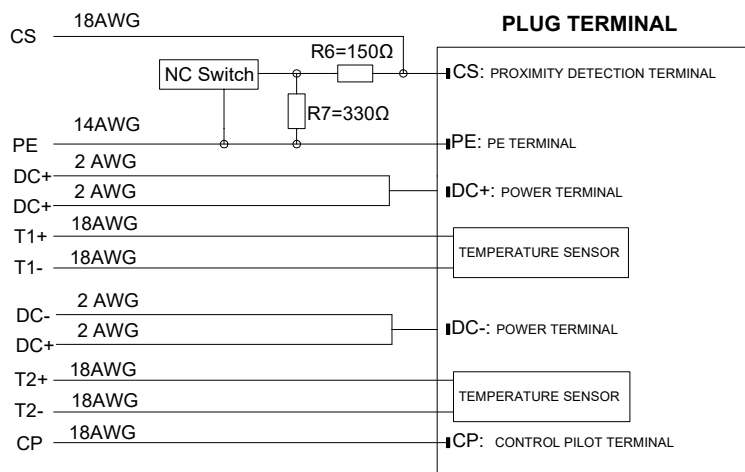 PLUG TERMINAL
CS 18AWG
R6=150Ω
NC Switch
CS: PROXIMITY DETECTION TERMINAL
R7=330Ω
PE 14AWG
PE: PE TERMINAL
DC+ 2 AWG
DC+ 2 AWG
DC+: POWER TERMINAL
T1+ 18AWG
TEMPERATURE SENSOR
T1- 18AWG
DC- 2 AWG
DC-: POWER TERMINAL
DC+ 2 AWG
T2+ 18AWG
TEMPERATURE SENSOR
T2- 18AWG
CP 18AWG
CP: CONTROL PILOT TERMINAL